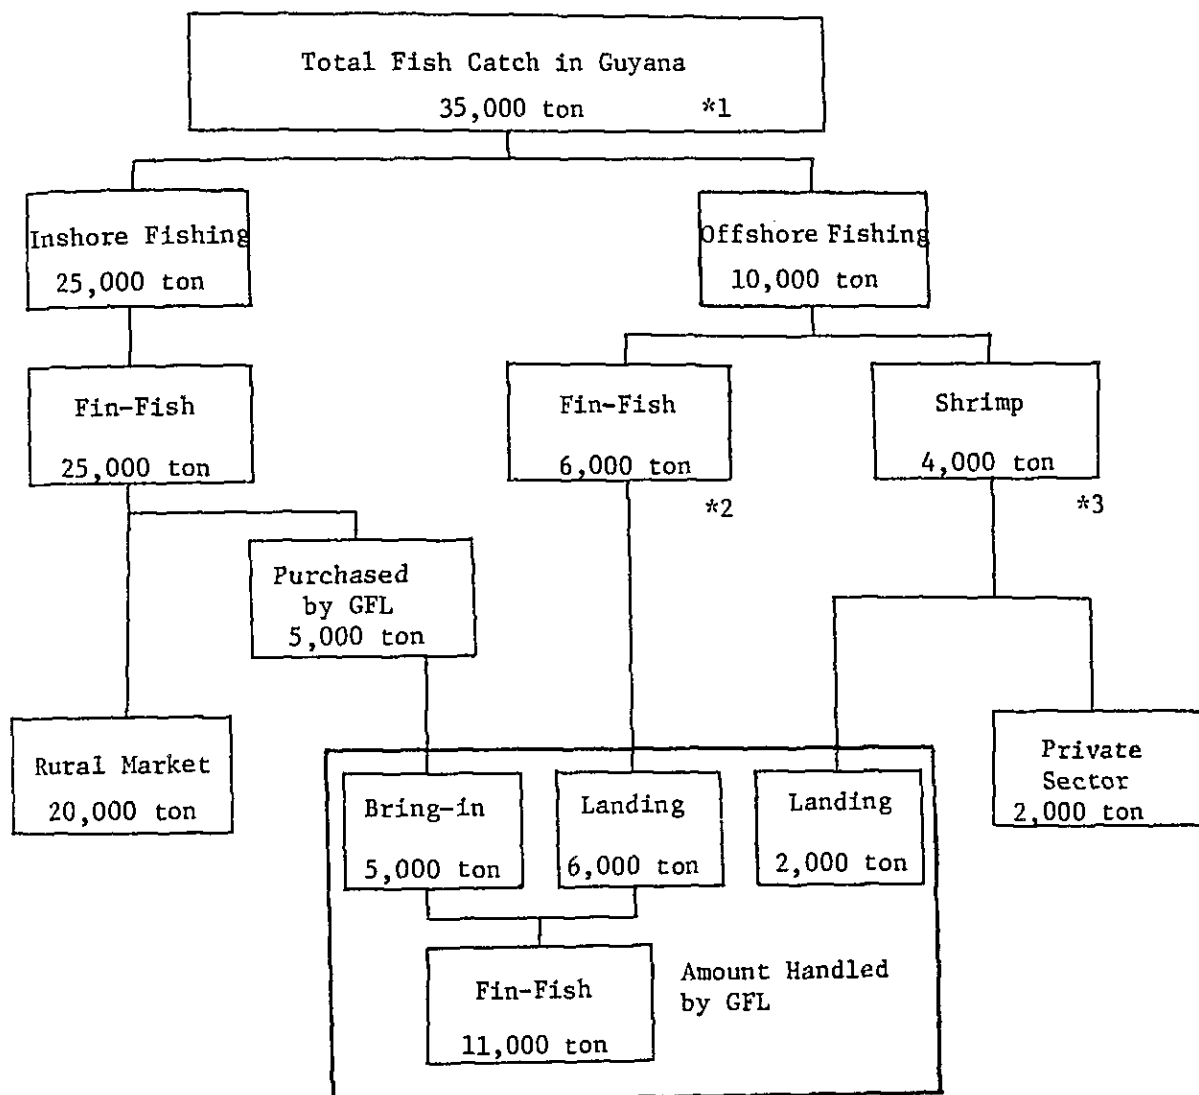 Total Fish Catch in Guyana
35,000 ton *1
Inshore Fishing
25,000 ton
Offshore Fishing
10,000 ton
Fin-Fish
25,000 ton
Fin-Fish
6,000 ton
*2
Shrimp
4,000 ton
*3
Purchased
by GFL
5,000 ton
Rural Market
20,000 ton
Bring-in
5,000 ton
Landing
6,000 ton
Landing
2,000 ton
Private
Sector
2,000 ton
Fin-Fish
11,000 ton
Amount Handled
by GFL